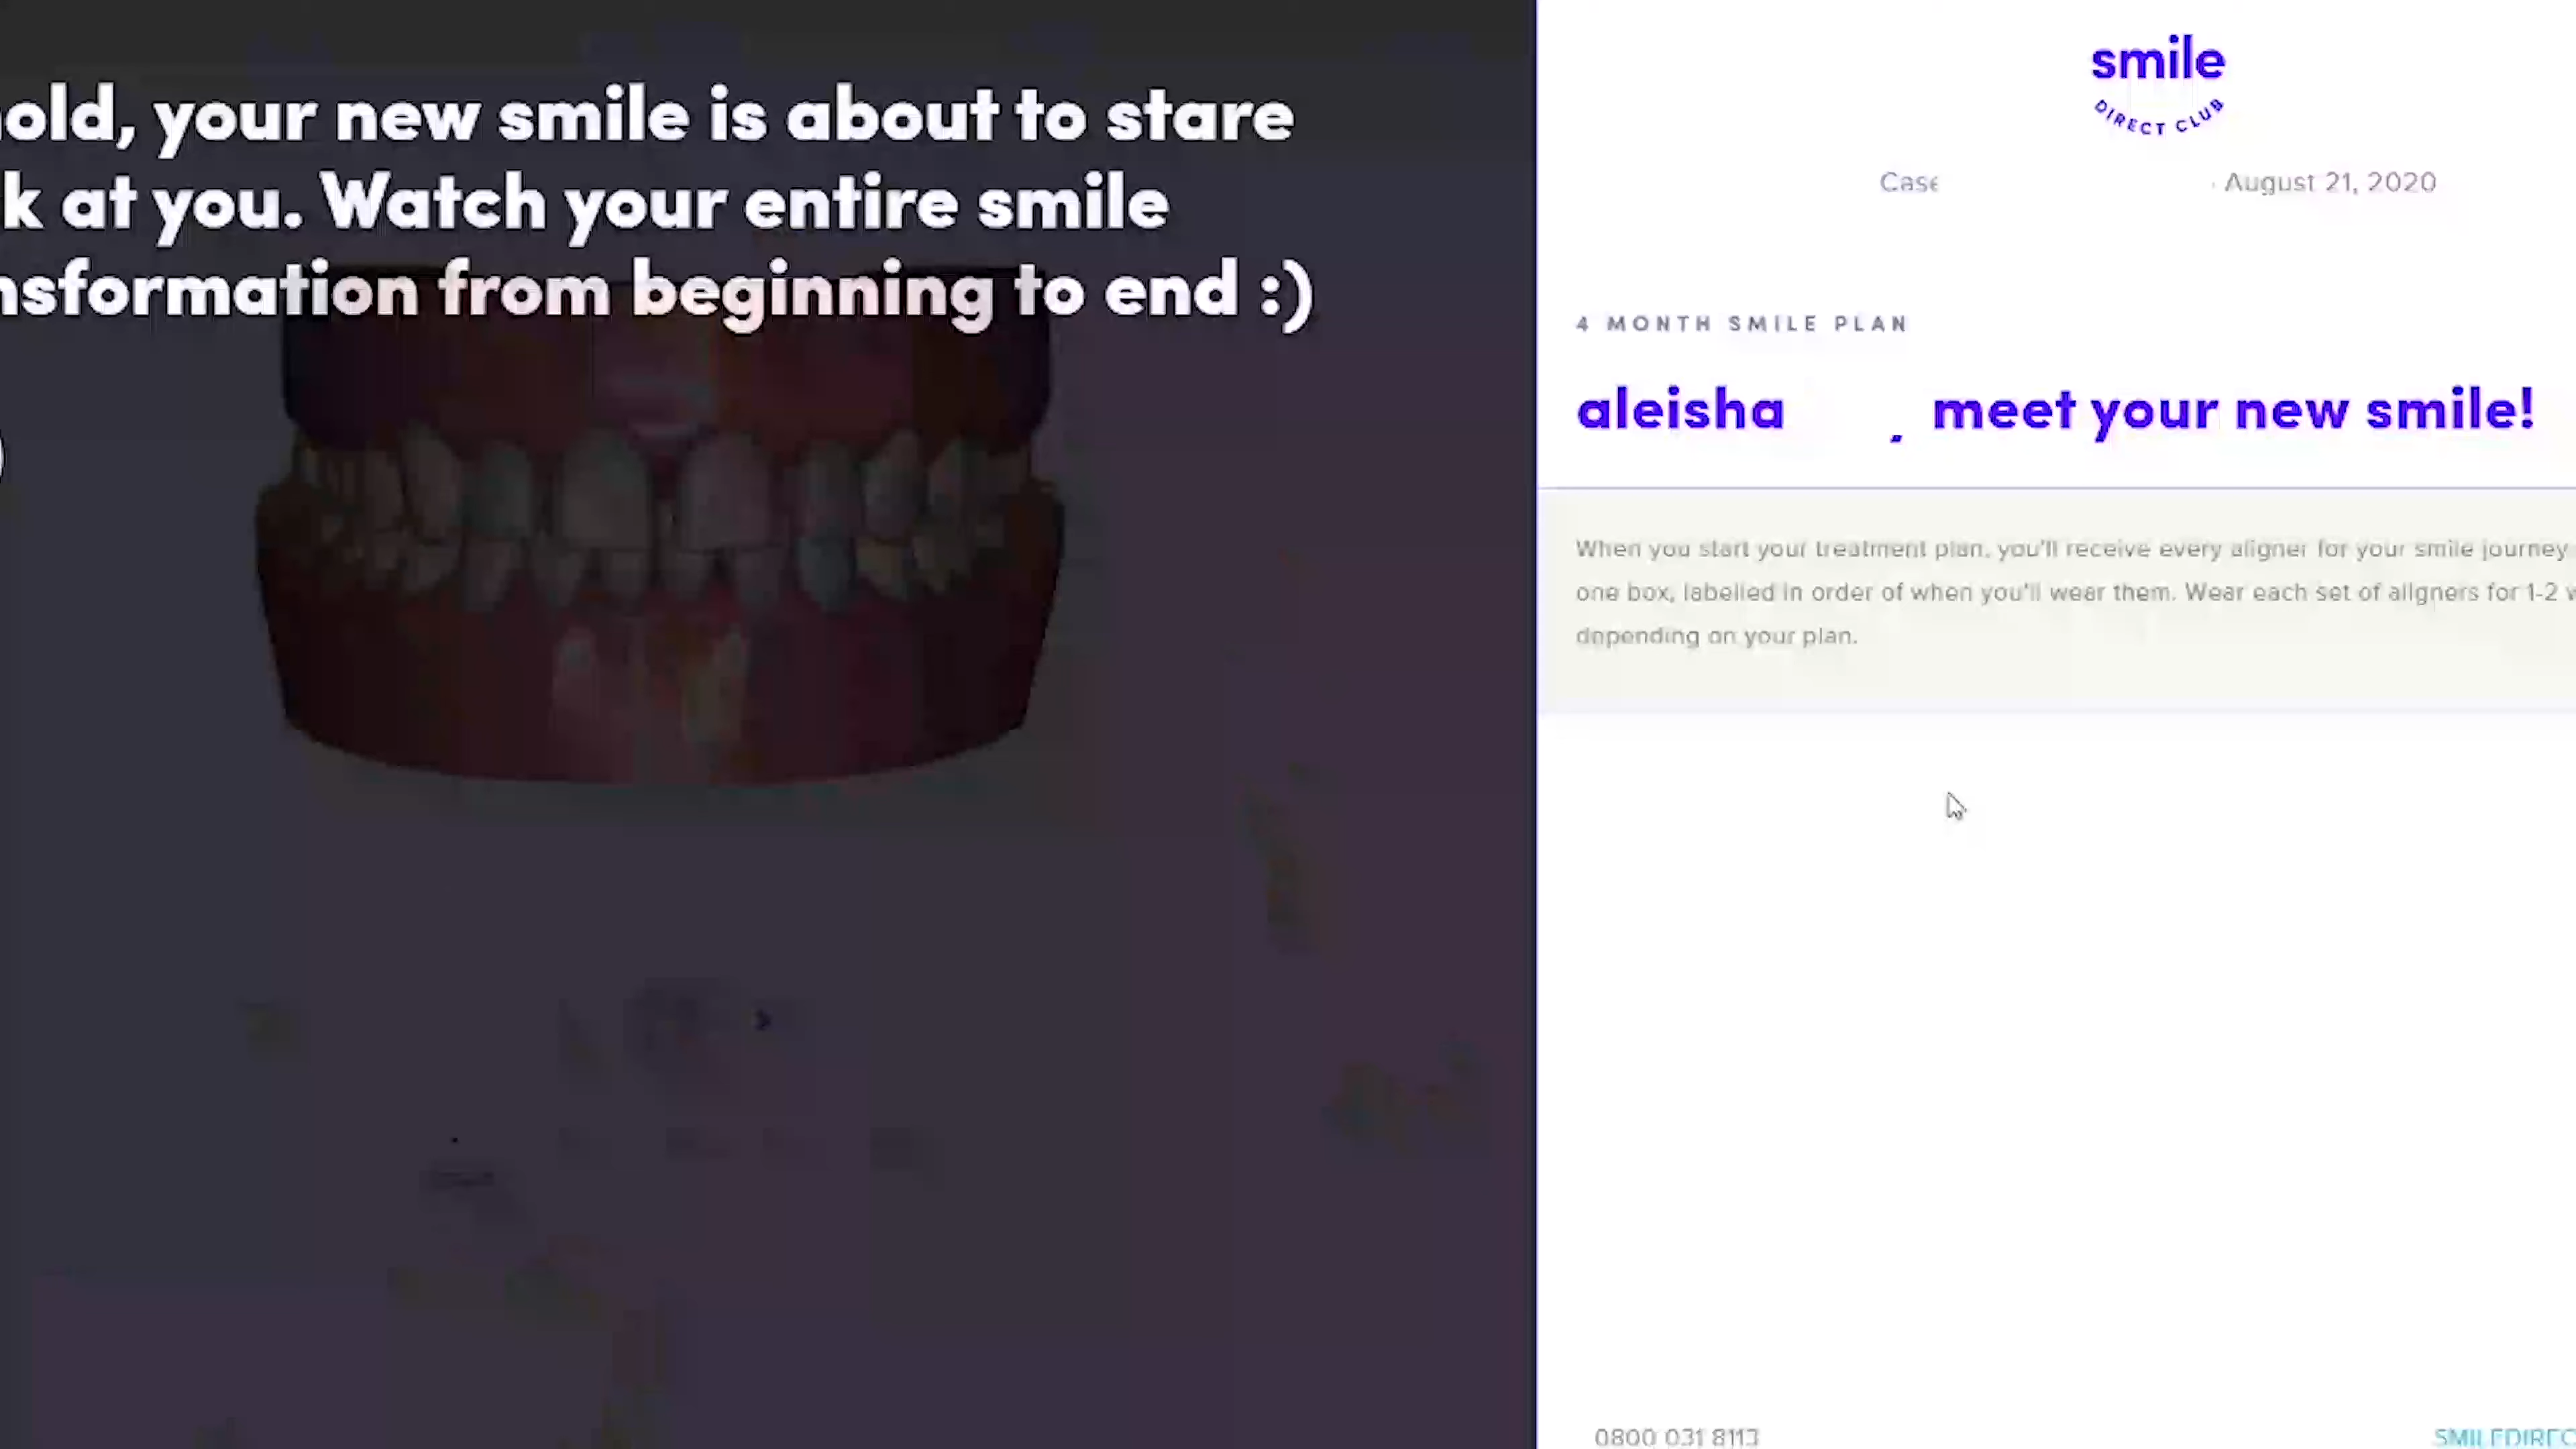 old, your new smile is about to stare
k at you. Watch your entire smile
nsformation from beginning to end :)
smile
DIRECT CLUB
Case
August 21, 2020
4 MONTH SMILE PLAN
aleisha , meet your new smile!
When you start your treatment plan, you'll receive every aligner for your smile journey
one box, labelled in order of when you'll wear them. Wear each set of aligners for 1-2 w
depending on your plan.
0800 031 8113
SMILEDIREC